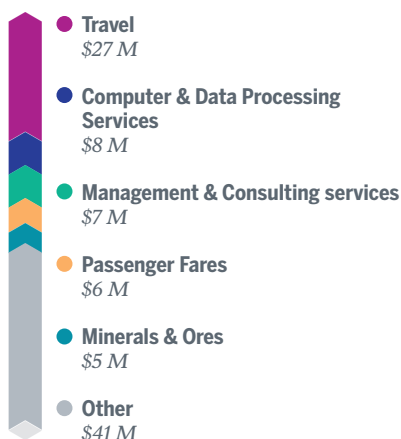 Travel
$27 M
Computer & Data Processing
Services
$8 M
Management & Consulting services
$7 M
Passenger Fares
$6 M
Minerals & Ores
$5 M
Other
$41 M